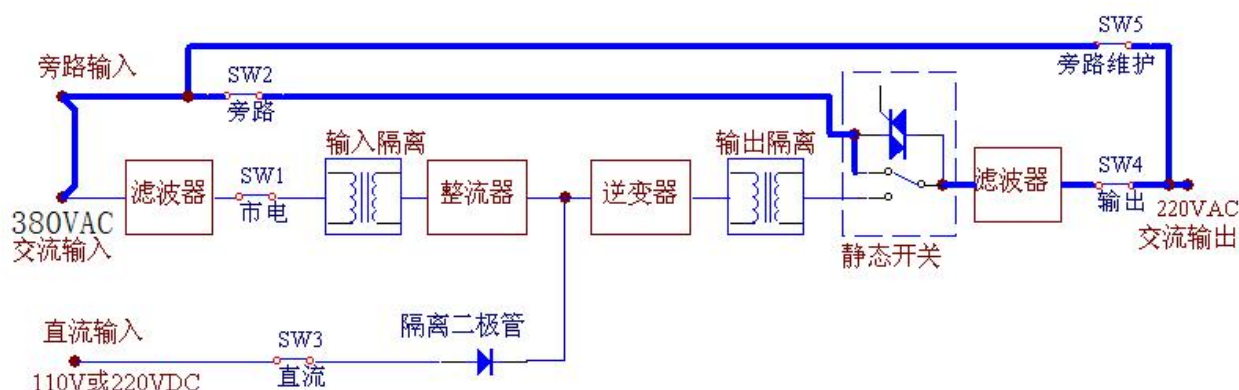 SW5
旁路维护
旁路输入
SW2
旁路
输入隔离
输出隔离
滤波器
SW1
市电
整流器
逆变器
滤波器
SW4
输出
380VAC
交流输入
220VAC
交流输出
静态开关
直流输入
SW3
直流
隔离二极管
110V或220VDC